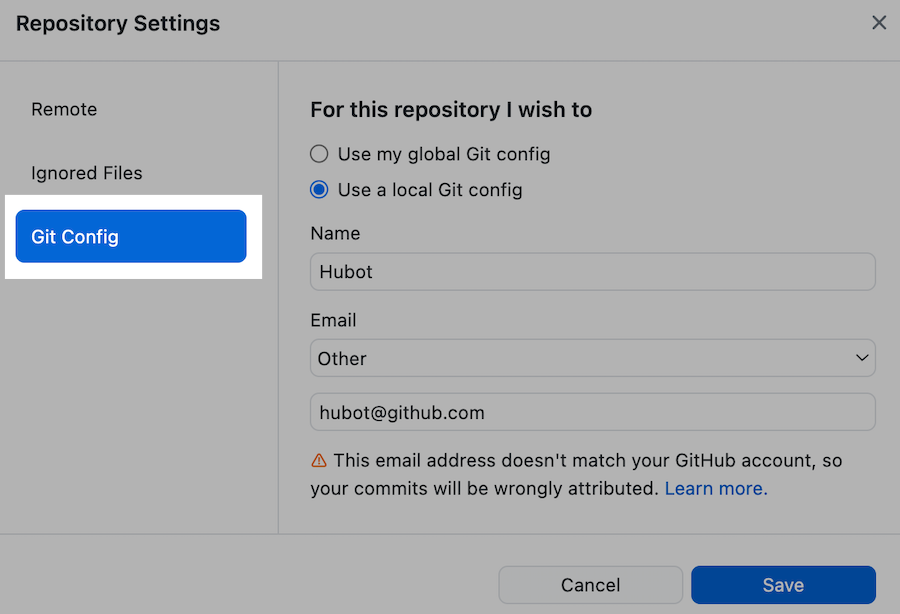 Repository Settings
Remote
Ignored Files
Git Config
For this repository I wish to
Use my global Git config
Use a local Git config
Name
Hubot
Email
Other
hubot@github.com
This email address doesn't match your GitHub account, so
your commits will be wrongly attributed. Learn more.
Cancel
Save